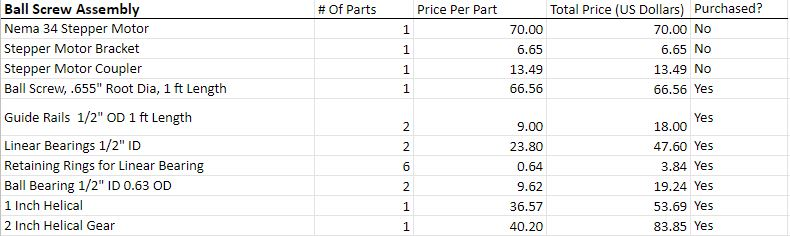 Ball Screw Assembly # Of Parts Price Per Part Total Price (US Dollars) Purchased?
Nema 34 Stepper Motor 1 70.00 70.00 No
Stepper Motor Bracket 1 6.65 6.65 No
Stepper Motor Coupler 1 13.49 13.49 No
Ball Screw, .655" Root Dia, 1 ft Length 1 66.56 66.56 Yes
Guide Rails 1/2" OD 1 ft Length 2 9.00 18.00 Yes
Linear Bearings 1/2" ID 2 23.80 47.60 Yes
Retaining Rings for Linear Bearing 6 0.64 3.84 Yes
Ball Bearing 1/2" ID 0.63 OD 2 9.62 19.24 Yes
1 Inch Helical 1 36.57 53.69 Yes
2 Inch Helical Gear 1 40.20 83.85 Yes